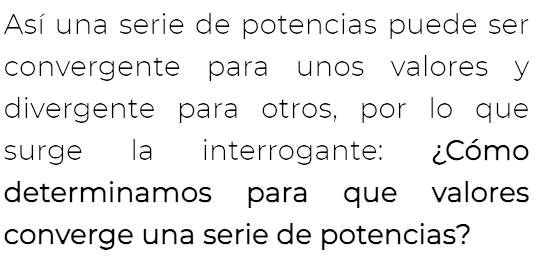 Así una serie de potencias puede ser
convergente para unos valores y
divergente para otros, por lo que
surge la interrogante: ¿Cómo
determinamos para que valores
converge una serie de potencias?